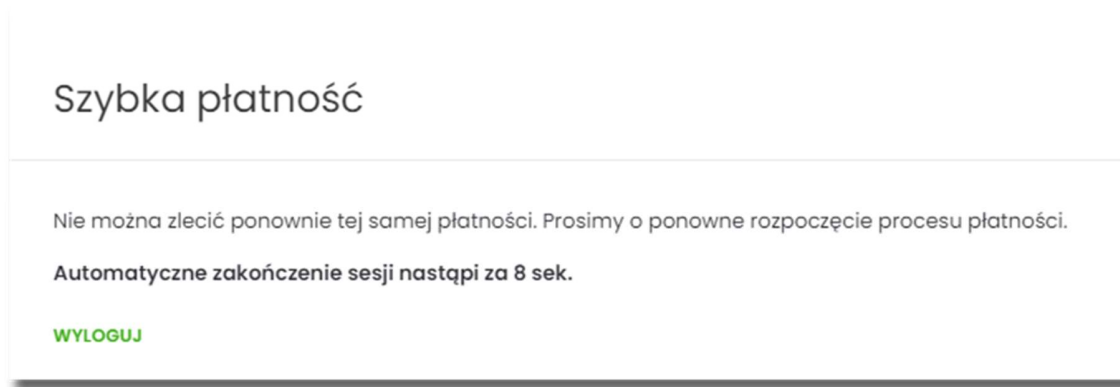 Szybka płatność
Nie można zlecić ponownie tej samej płatności. Prosimy o ponowne rozpoczęcie procesu płatności.
Automatyczne zakończenie sesji nastąpi za 8 sek.
WYLOGUJ